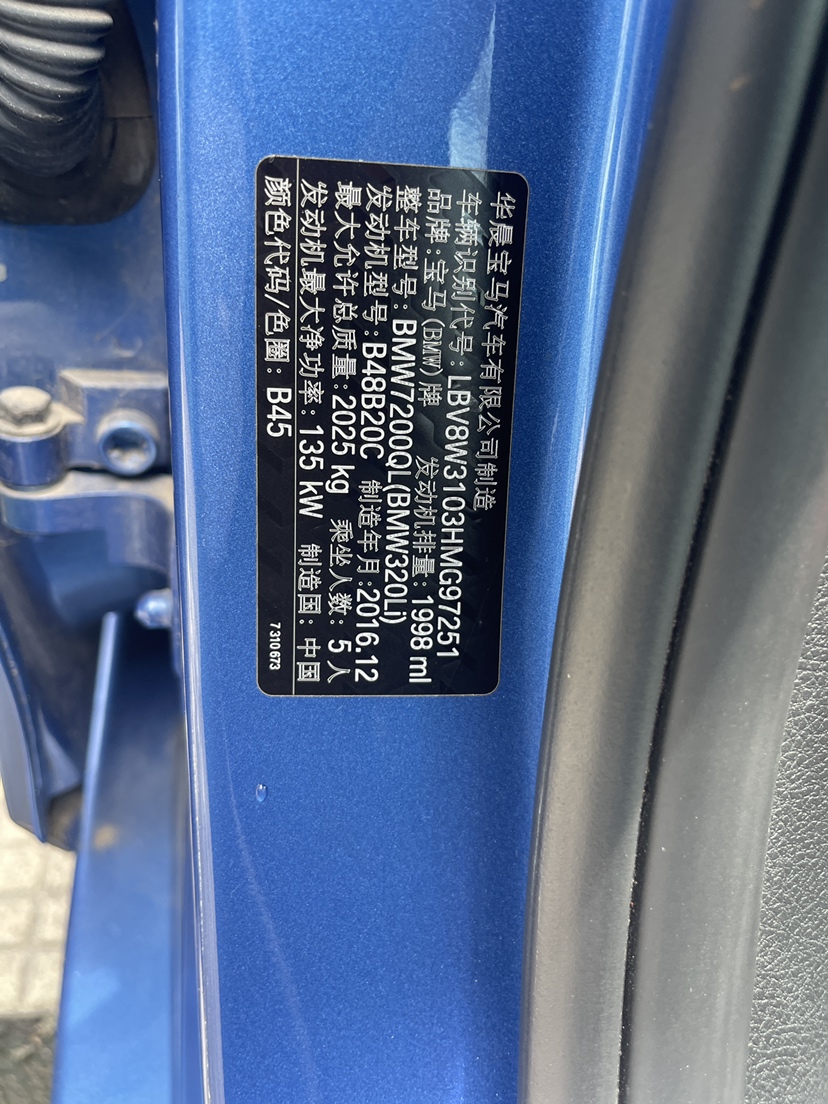 华晨宝马汽车有限公司制造
车辆识别代号：LBV8W3103HMG97251
品牌：宝马(BMW)牌 发动机排量：1998 ml
整车型号：BMW7200QL(BMW320Li)
发动机型号：B48B20C 制造年月：2016.12
最大允许总质量：2025 kg 乘坐人数：5人
发动机最大净功率：135 kW 制造国：中国
颜色代码/色圈：B45 7310673